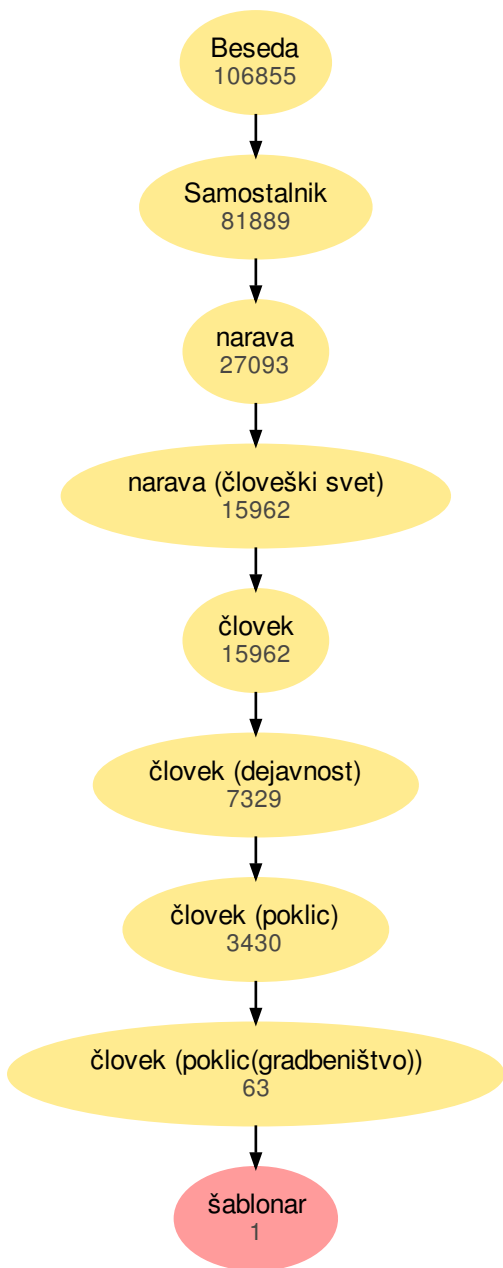 Beseda
106855
Samostalnik
81889
narava
27093
narava (človeški svet)
15962
človek
15962
človek (dejavnost)
7329
človek (poklic)
3430
človek (poklic(gradbeništvo))
63
šablonar
1